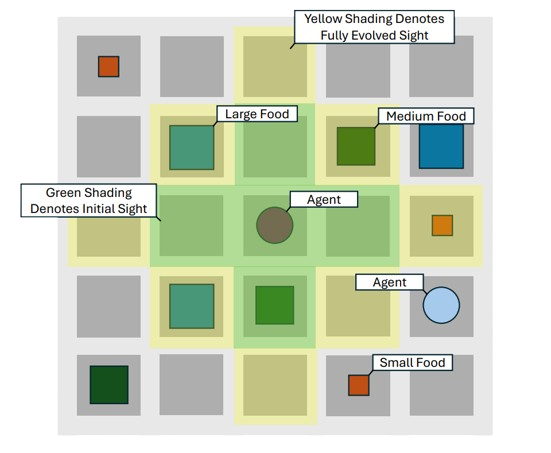 Yellow Shading Denotes
Fully Evolved Sight
Large Food
Medium Food
Green Shading
Denotes Initial Sight
Agent
Agent
Small Food